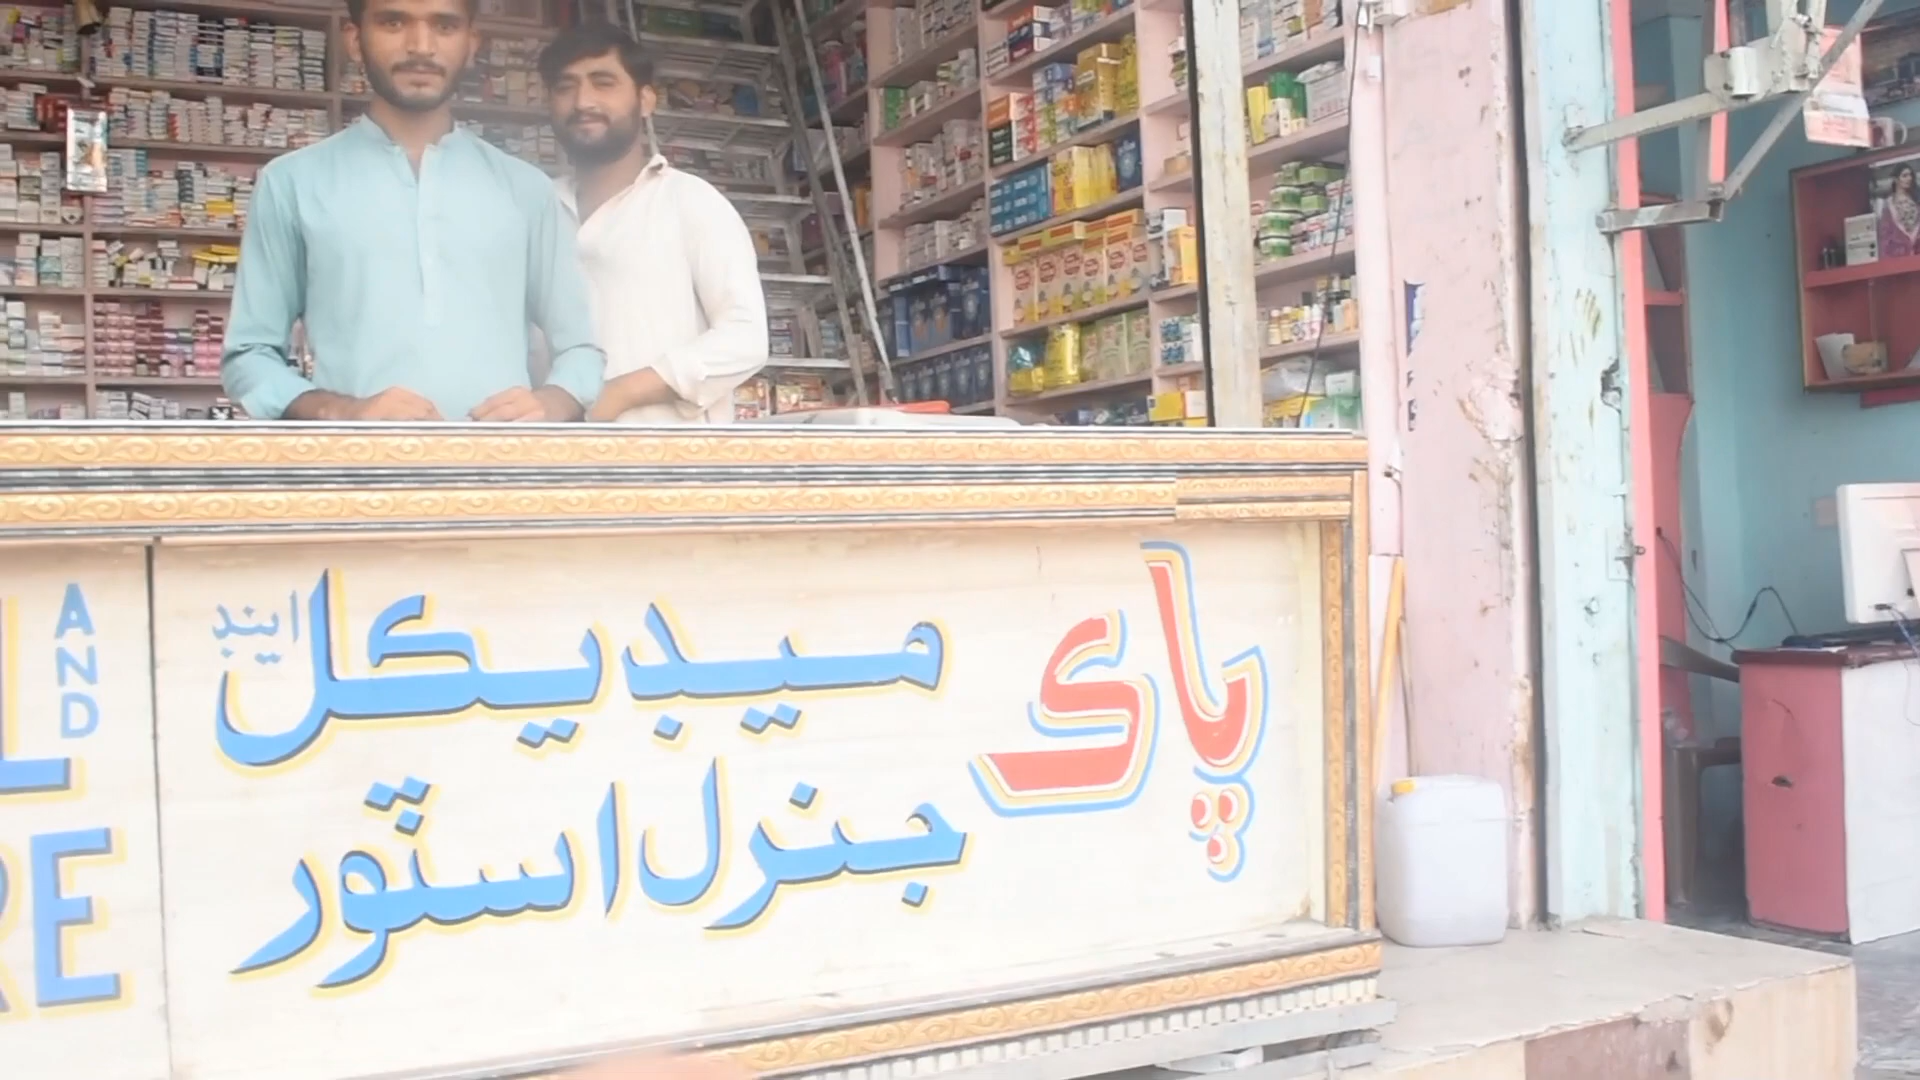 پاک
میڈیکل اینڈ
جنرل اسٹور
L AND
RE